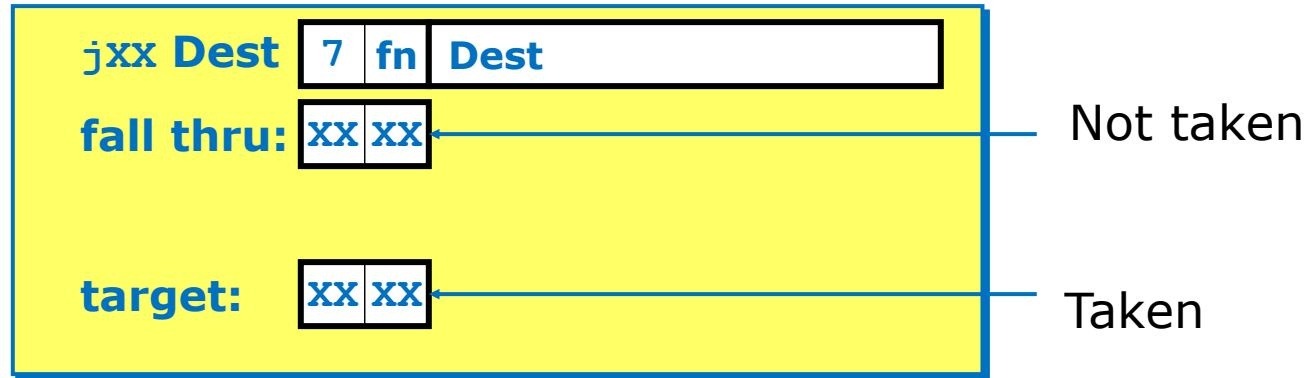 jXX Dest 7 fn Dest
fall thru: XX XX Not taken
target: XX XX Taken